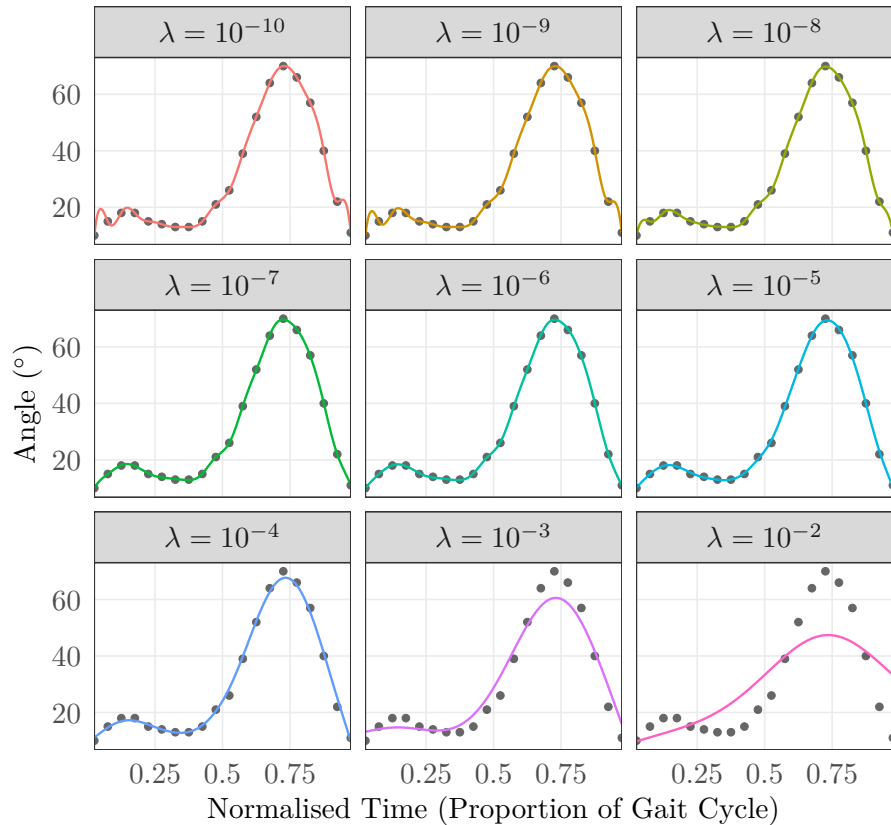 λ = 10⁻¹⁰ λ = 10⁻⁹ λ = 10⁻⁸
60
40
20
λ = 10⁻⁷ λ = 10⁻⁶ λ = 10⁻⁵
60
40
20
Angle (°)
λ = 10⁻⁴ λ = 10⁻³ λ = 10⁻²
60
40
20
0.25 0.5 0.75 0.25 0.5 0.75 0.25 0.5 0.75
Normalised Time (Proportion of Gait Cycle)